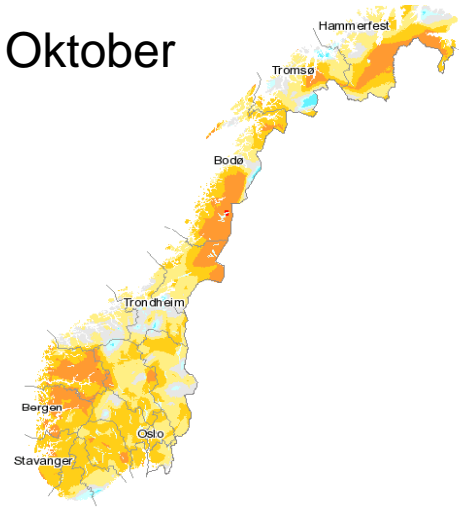 Oktober
Hammerfest
Tromsø
Bodø
Trondheim
Bergen
Oslo
Stavanger